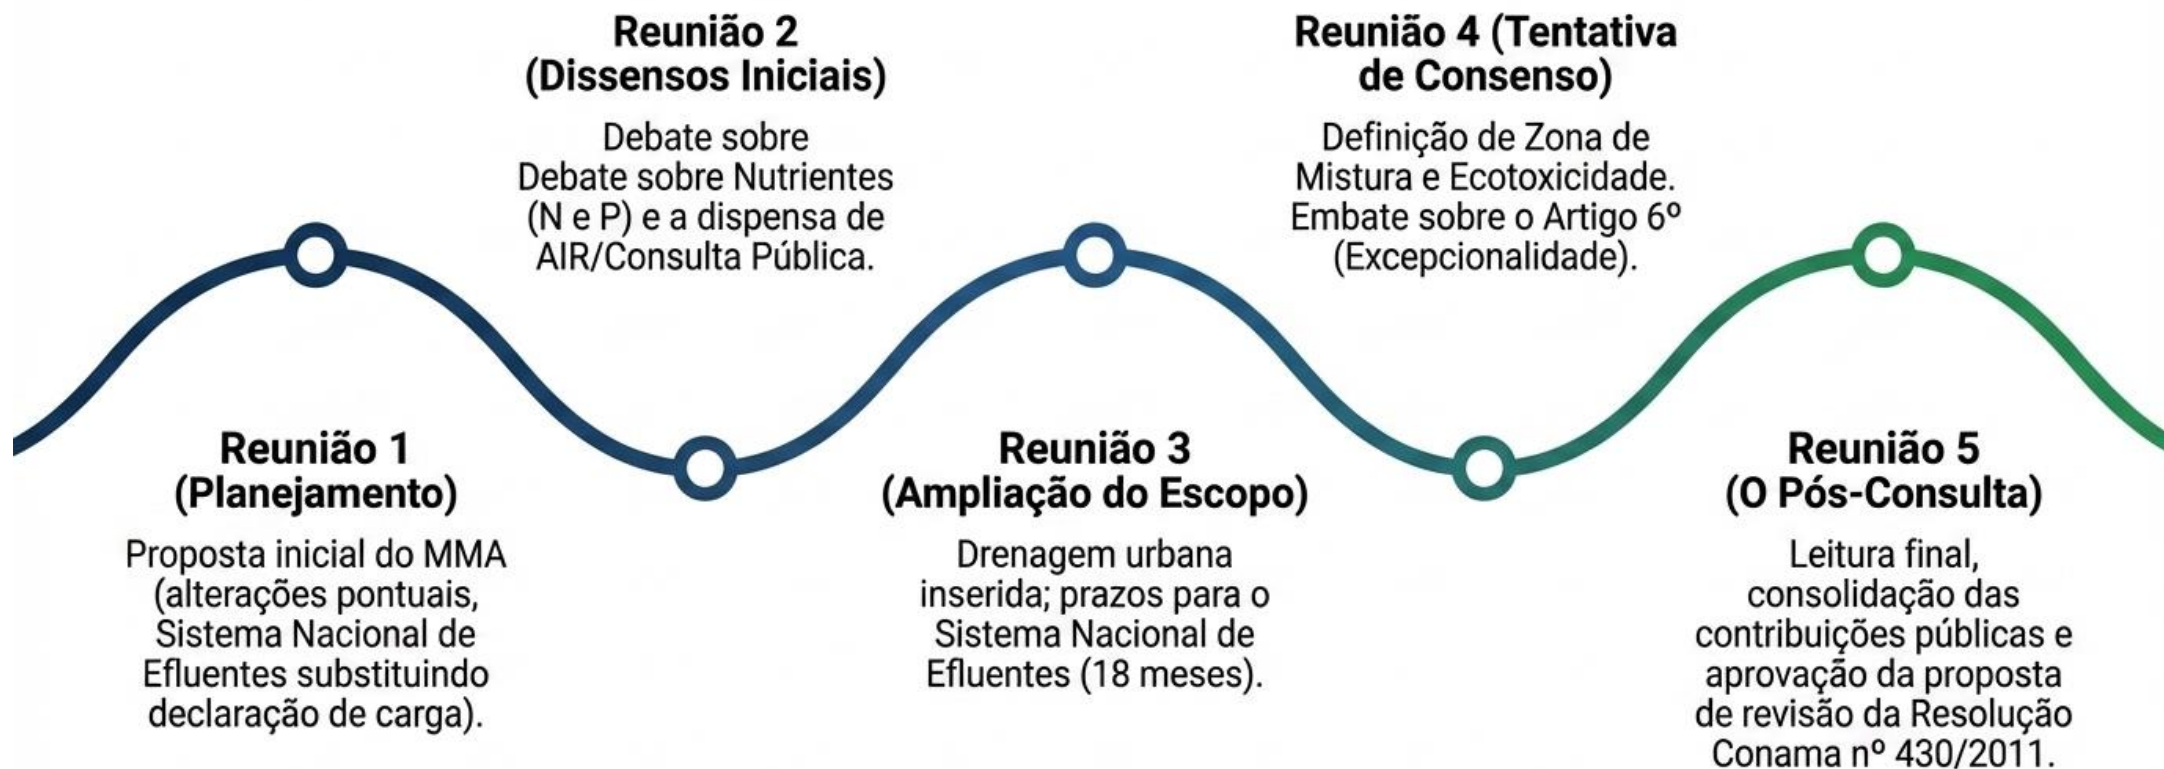 Reunião 1
(Planejamento)
Proposta inicial do MMA
(alterações pontuais,
Sistema Nacional de
Efluentes substituindo
declaração de carga).
Reunião 2
(Dissensos Iniciais)
Debate sobre
Debate sobre Nutrientes
(N e P) e a dispensa de
AIR/Consulta Pública.
Reunião 3
(Ampliação do Escopo)
Drenagem urbana
inserida; prazos para o
Sistema Nacional de
Efluentes (18 meses).
Reunião 4 (Tentativa
de Consenso)
Definição de Zona de
Mistura e Ecotoxicidade.
Embate sobre o Artigo 6º
(Excepcionalidade).
Reunião 5
(O Pós-Consulta)
Leitura final,
consolidação das
contribuições públicas e
aprovação da proposta
de revisão da Resolução
Conama nº 430/2011.